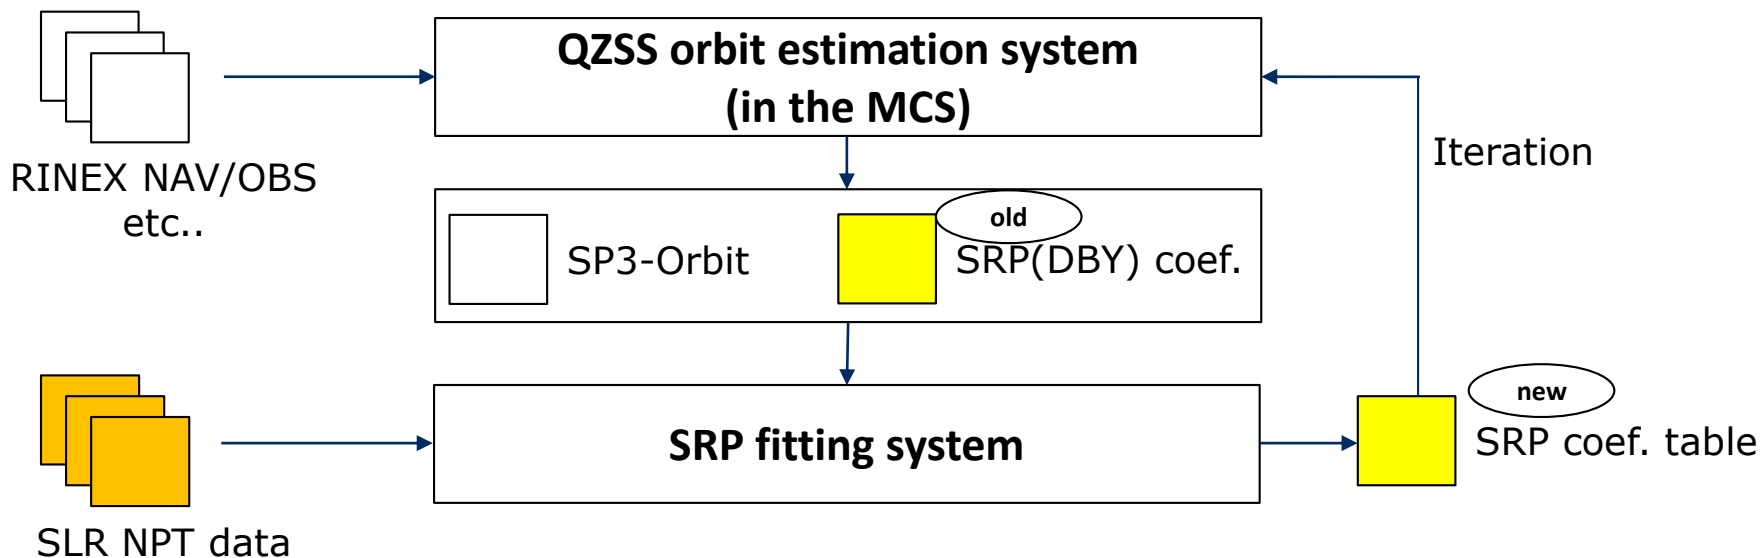 QZSS orbit estimation system
(in the MCS)
RINEX NAV/OBS
etc..
Iteration
old
SP3-Orbit
SRP(DBY) coef.
SRP fitting system
new
SRP coef. table
SLR NPT data